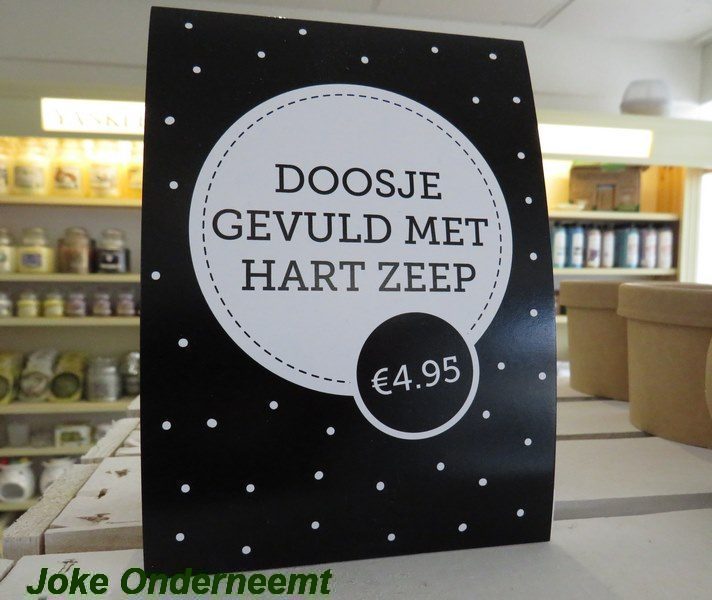 DOOSJE
GEVULD MET
HART ZEEP
€4.95
Joke Onderneemt